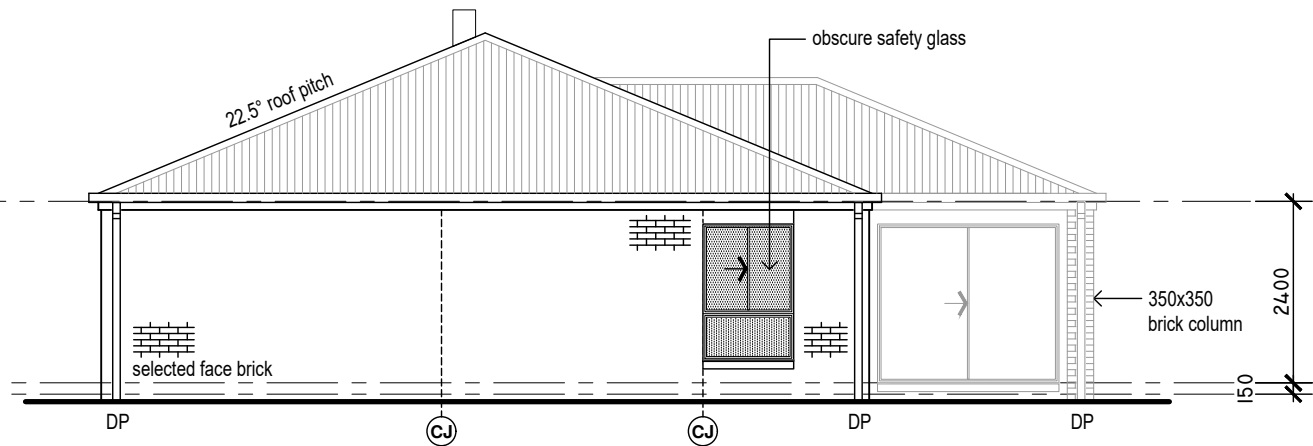 obscure safety glass
22.5° roof pitch
2400
350x350
brick column
selected face brick
150
DP
CJ
CJ
DP
DP